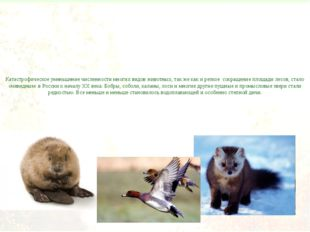 Катастрофическое уменьшение численности многих видов животных, так же как и резкое сокращение площади лесов, стало
очевидным в России к началу XX века. Бобры, соболи, каланы, лоси и многие другие пушные и промысловые звери стали
редкостью. Все меньше и меньше становилось водоплавающей и особенно степной дичи.